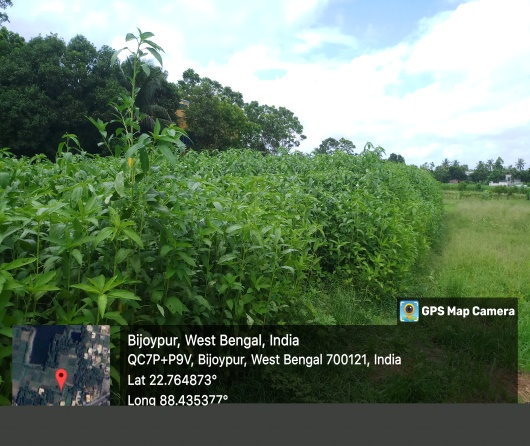 GPS Map Camera
Bijoypur, West Bengal, India
QC7P+P9V, Bijoypur, West Bengal 700121, India
Lat 22.764873°
Long 88.435377°